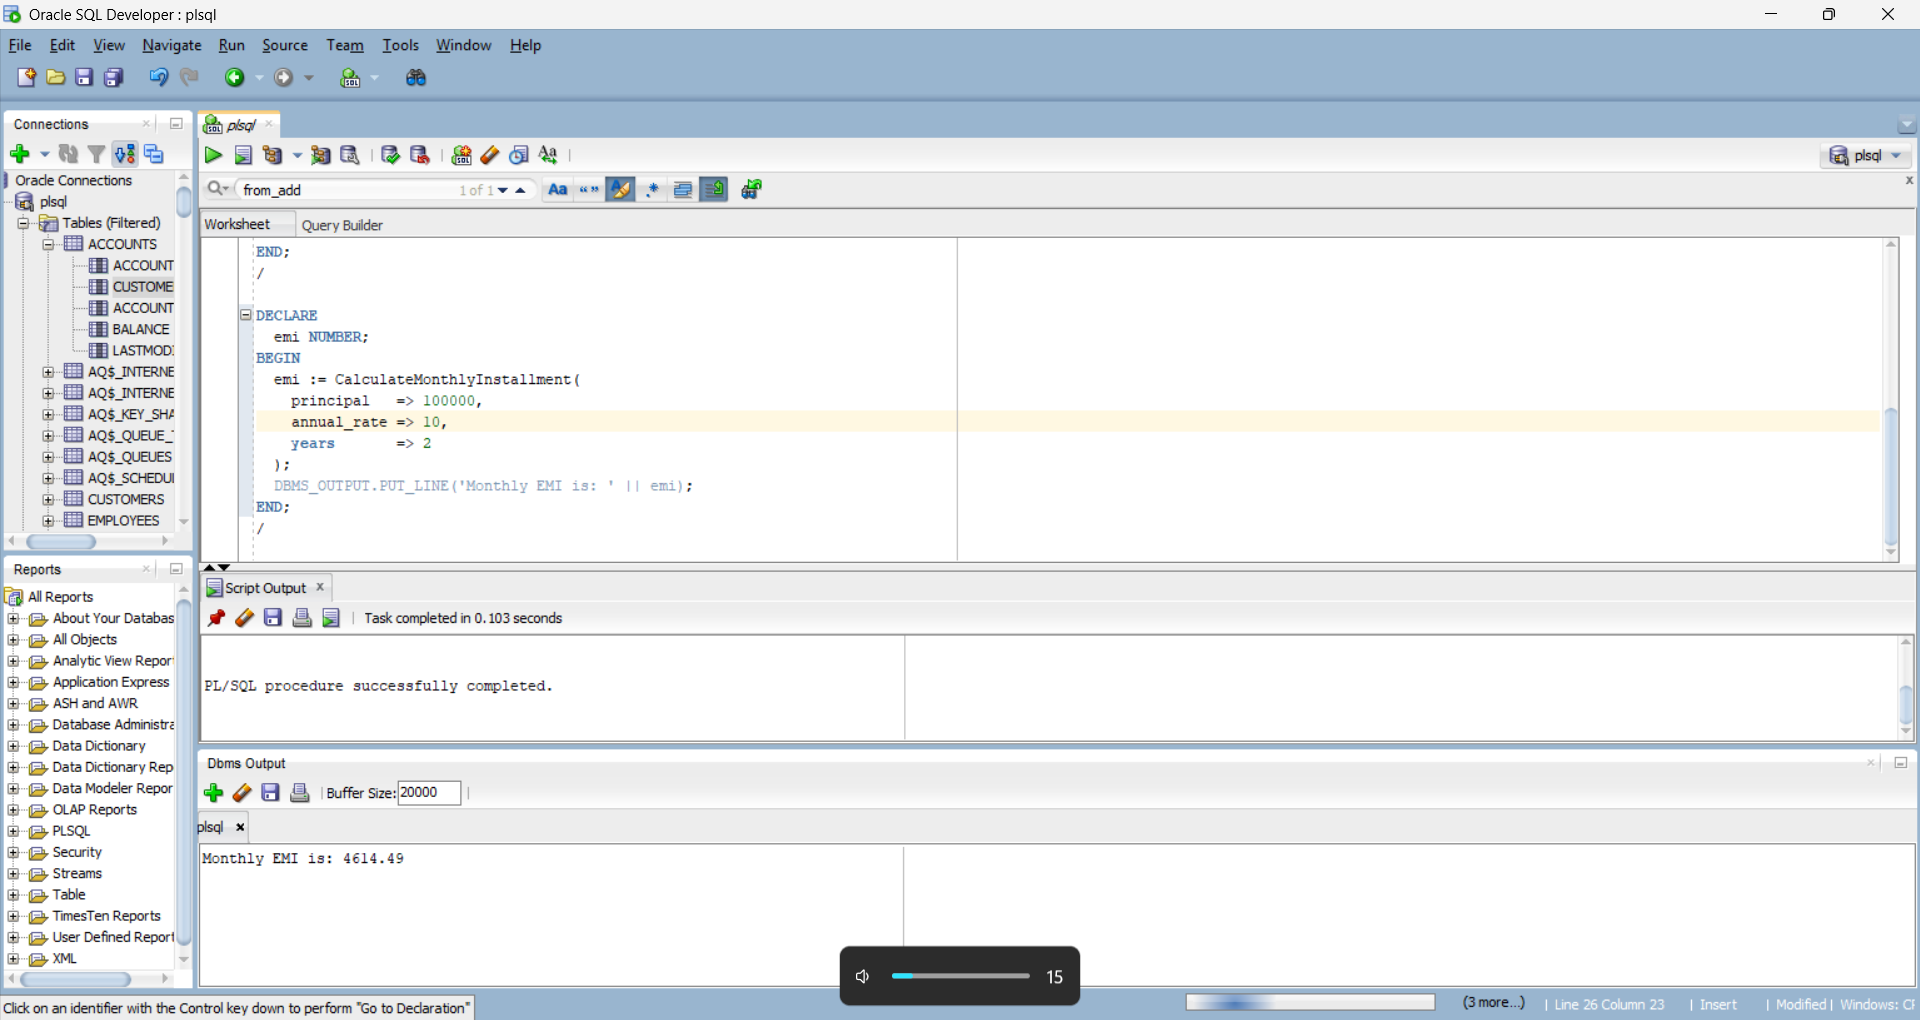 Oracle SQL Developer : plsql
File Edit View Navigate Run Source Team Tools Window Help
Connections
plsql
plsql
from_add 1 of 1
Aa
Oracle Connections
plsql
Tables (Filtered)
ACCOUNTS
ACCOUNT
CUSTOME
ACCOUNT
BALANCE
LASTMOD
AQ$_INTERNE
AQ$_INTERNE
AQ$_KEY_SHA
AQ$_QUEUE_
AQ$_QUEUES
AQ$_SCHEDU
CUSTOMERS
EMPLOYEES
Worksheet Query Builder
END;
/
DECLARE
emi NUMBER;
BEGIN
emi := CalculateMonthlyInstallment(
principal => 100000,
annual_rate => 10,
years => 2
);
DBMS_OUTPUT.PUT_LINE('Monthly EMI is: ' || emi);
END;
/
Reports
All Reports
About Your Databas
All Objects
Analytic View Repor
Application Express
ASH and AWR
Database Administra
Data Dictionary
Data Dictionary Rep
Data Modeler Repor
OLAP Reports
PLSQL
Security
Streams
Table
TimesTen Reports
User Defined Report
XML
Script Output
Task completed in 0.103 seconds
PL/SQL procedure successfully completed.
Dbms Output
Buffer Size: 20000
plsql
Monthly EMI is: 4614.49
15
Click on an identifier with the Control key down to perform "Go to Declaration"
(3 more...) | Line 26 Column 23 | Insert | Modified | Windows: C